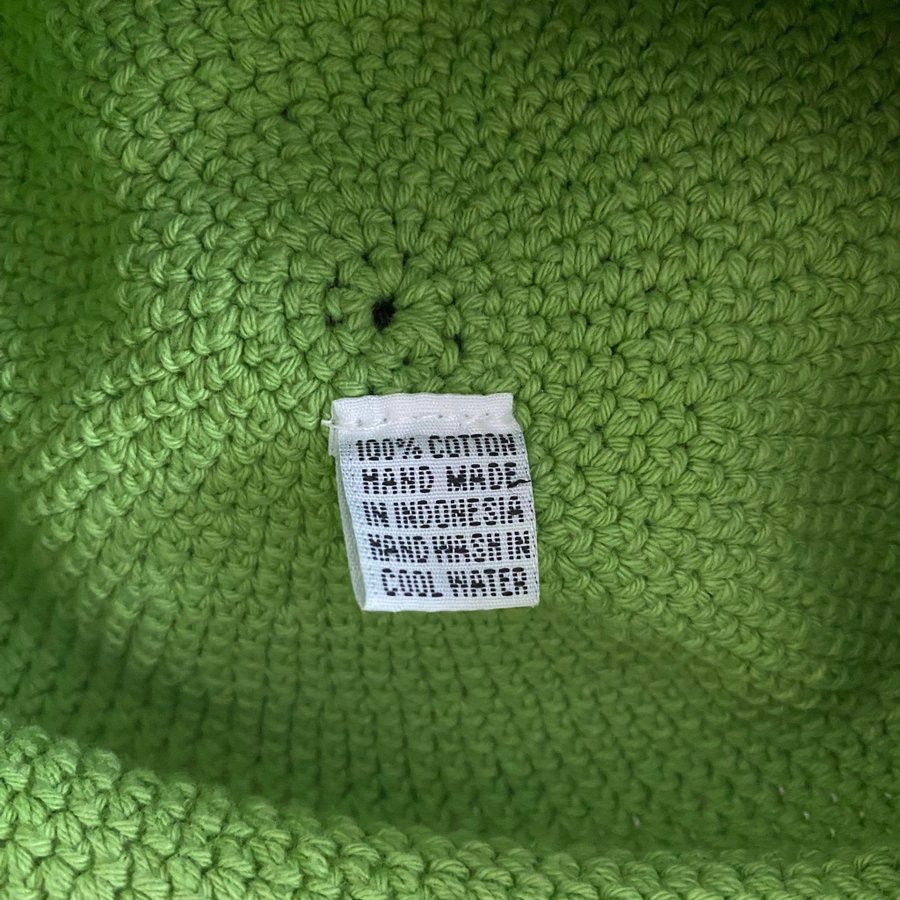 100% COTTON
HAND MADE
IN INDONESIA
HAND WASH IN
COOL WATER